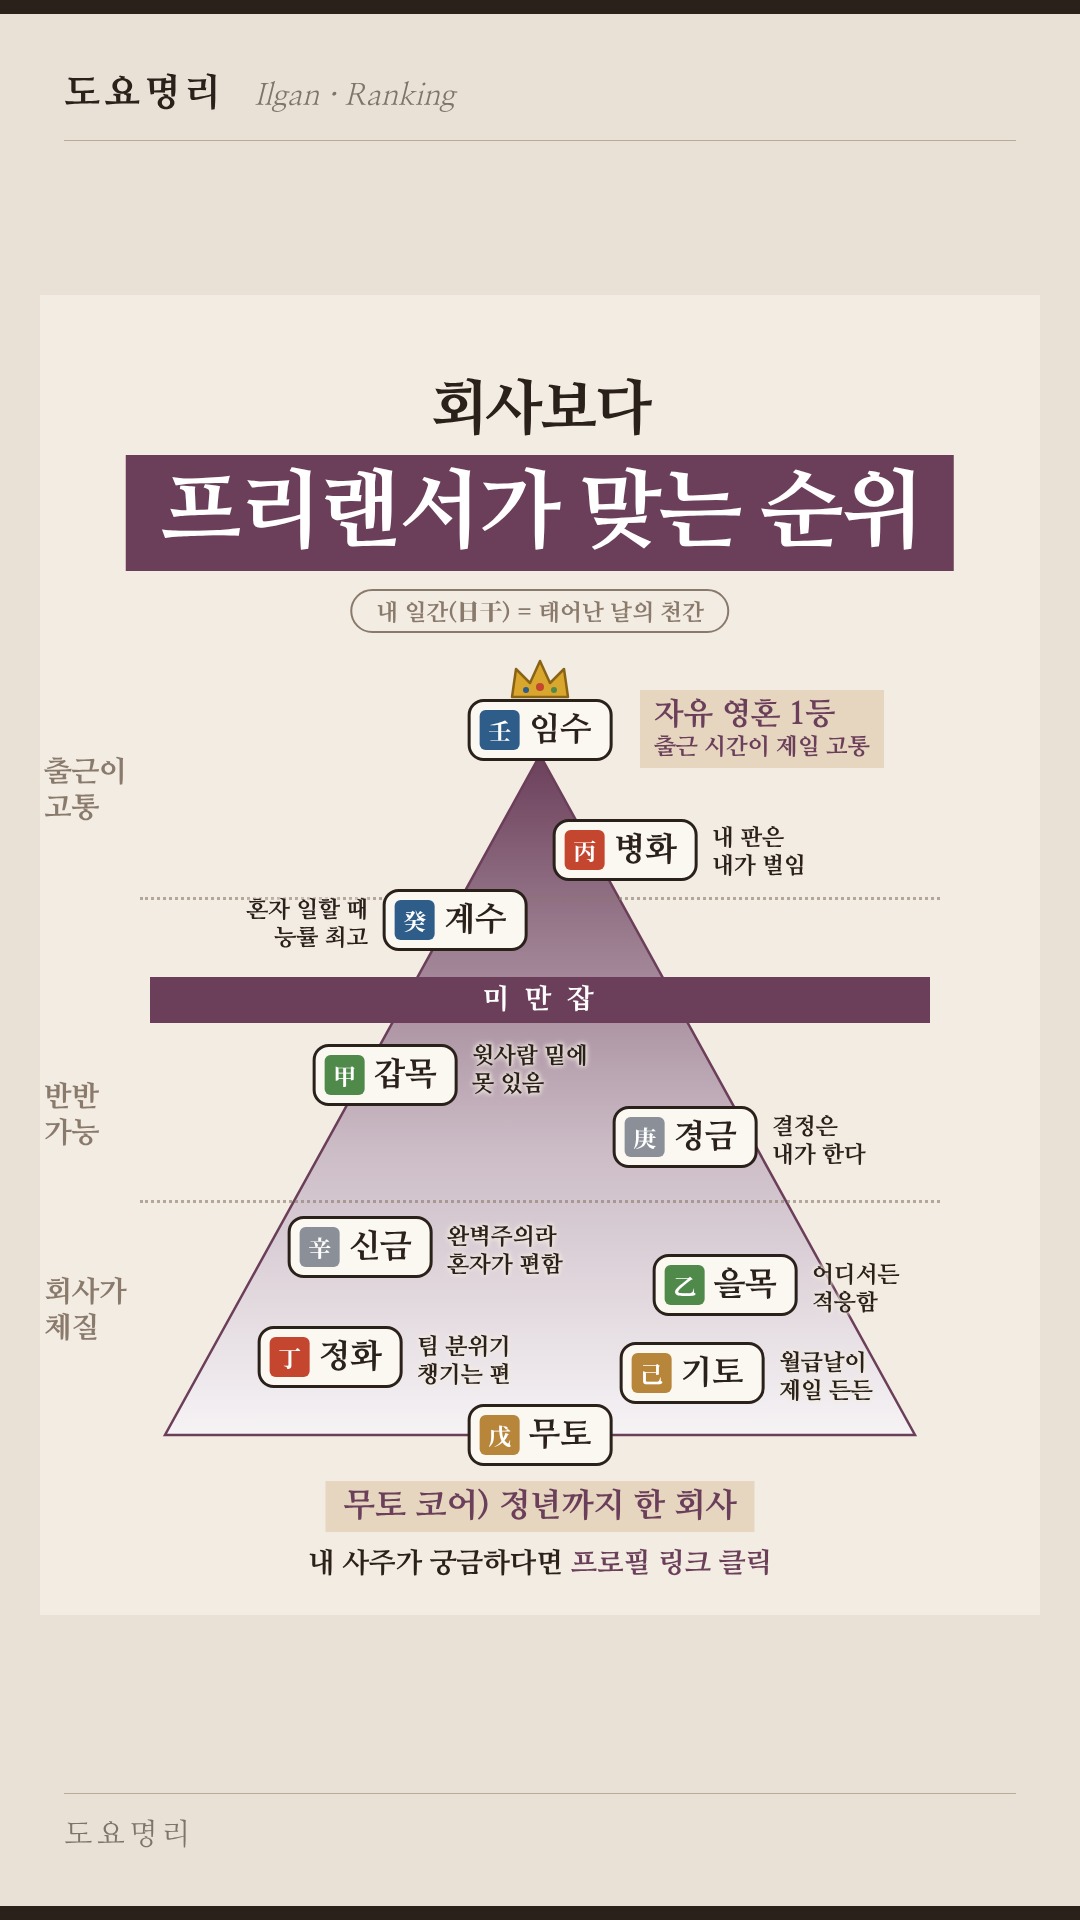 도요명리 Ilgan · Ranking
회사보다
프리랜서가 맞는 순위
내 일간(日干) = 태어난 날의 천간
壬 임수
자유 영혼 1등
출근 시간이 제일 고통
출근이
고통
丙 병화
내 판은
내가 벌임
혼자 일할 때
능률 최고
癸 계수
미만잡
甲 갑목
윗사람 밑에
못 있음
반반
가능
庚 경금
결정은
내가 한다
辛 신금
완벽주의라
혼자가 편함
乙 을목
어디서든
적응함
회사가
체질
丁 정화
팀 분위기
챙기는 편
己 기토
월급날이
제일 든든
戊 무토
무토 코어) 정년까지 한 회사
내 사주가 궁금하다면 프로필 링크 클릭
도요명리